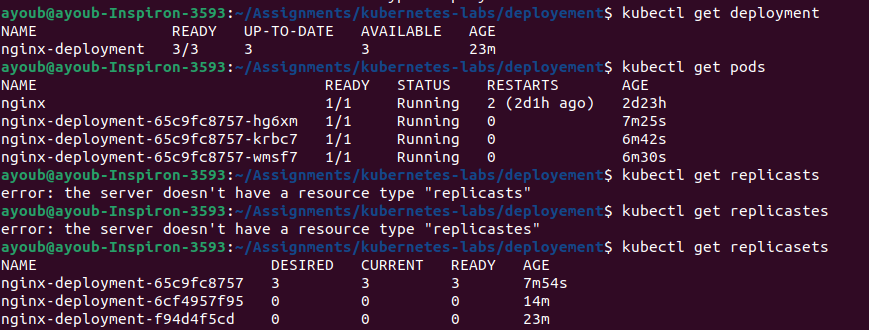 ayoub@ayoub-Inspiron-3593:~/Assignments/kubernetes-labs/deployement$ kubectl get deployment
NAME READY UP-TO-DATE AVAILABLE AGE
nginx-deployment 3/3 3 3 23m
ayoub@ayoub-Inspiron-3593:~/Assignments/kubernetes-labs/deployement$ kubectl get pods
NAME READY STATUS RESTARTS AGE
nginx 1/1 Running 2 (2d1h ago) 2d23h
nginx-deployment-65c9fc8757-hg6xm 1/1 Running 0 7m25s
nginx-deployment-65c9fc8757-krbc7 1/1 Running 0 6m42s
nginx-deployment-65c9fc8757-wmsf7 1/1 Running 0 6m30s
ayoub@ayoub-Inspiron-3593:~/Assignments/kubernetes-labs/deployement$ kubectl get replicasts
error: the server doesn't have a resource type "replicasts"
ayoub@ayoub-Inspiron-3593:~/Assignments/kubernetes-labs/deployement$ kubectl get replicastes
error: the server doesn't have a resource type "replicastes"
ayoub@ayoub-Inspiron-3593:~/Assignments/kubernetes-labs/deployement$ kubectl get replicasets
NAME DESIRED CURRENT READY AGE
nginx-deployment-65c9fc8757 3 3 3 7m54s
nginx-deployment-6cf4957f95 0 0 0 14m
nginx-deployment-f94d4f5cd 0 0 0 23m